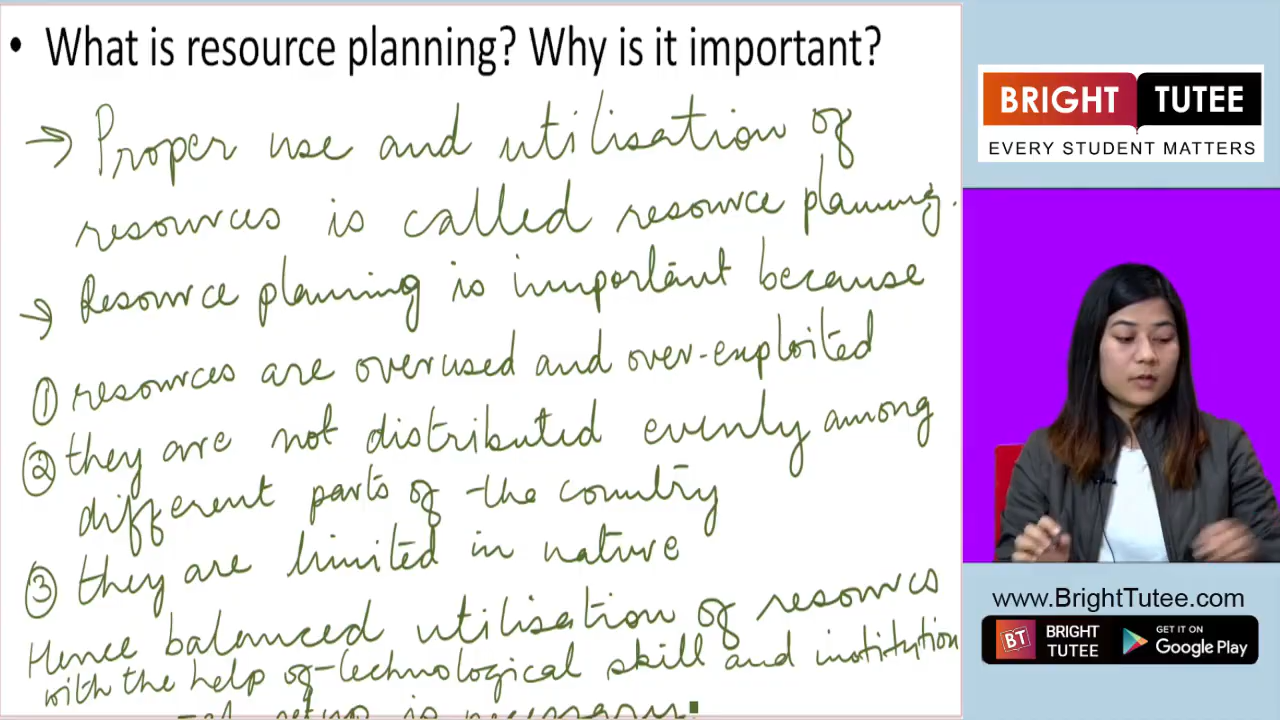 • What is resource planning? Why is it important?
→ Proper use and utilisation of
resources is called resource planning.
→ Resource planning is important because
① resources are overused and over-exploited
② they are not distributed evenly among
different parts of the country
③ they are limited in nature
Hence balanced utilisation of resources
with the help of technological skill and institution
-al setup is necessary.
BRIGHT TUTEE
EVERY STUDENT MATTERS
www.BrightTutee.com
BT BRIGHT TUTEE
GET IT ON
Google Play